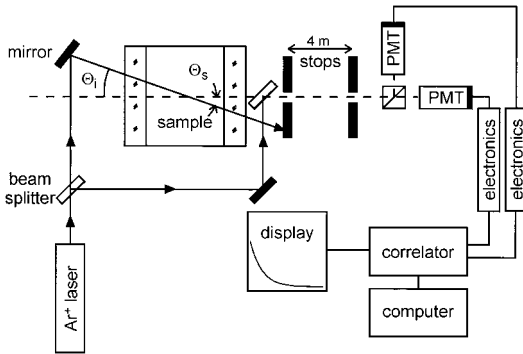 mirror
Θi
Θs
sample
4 m
stops
PMT
PMT
electronics
electronics
beam
splitter
Ar+ laser
display
correlator
computer